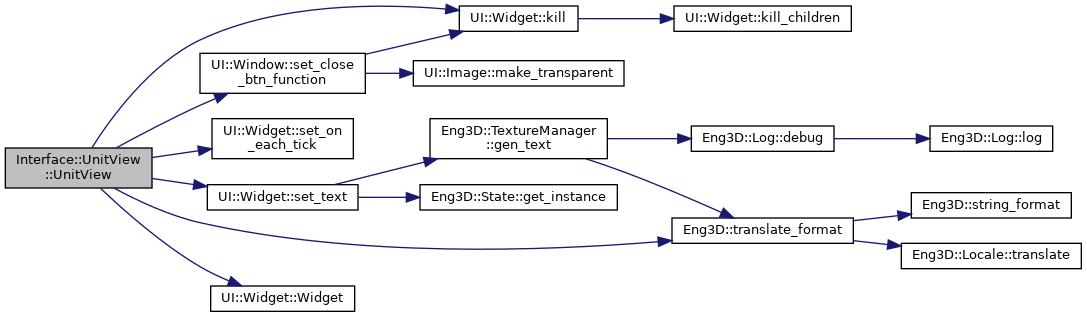 Interface::UnitView
::UnitView
UI::Widget::kill
UI::Widget::kill_children
UI::Window::set_close
_btn_function
UI::Image::make_transparent
UI::Widget::set_on
_each_tick
UI::Widget::set_text
Eng3D::TextureManager
::gen_text
Eng3D::Log::debug
Eng3D::Log::log
Eng3D::State::get_instance
Eng3D::translate_format
Eng3D::string_format
Eng3D::Locale::translate
UI::Widget::Widget